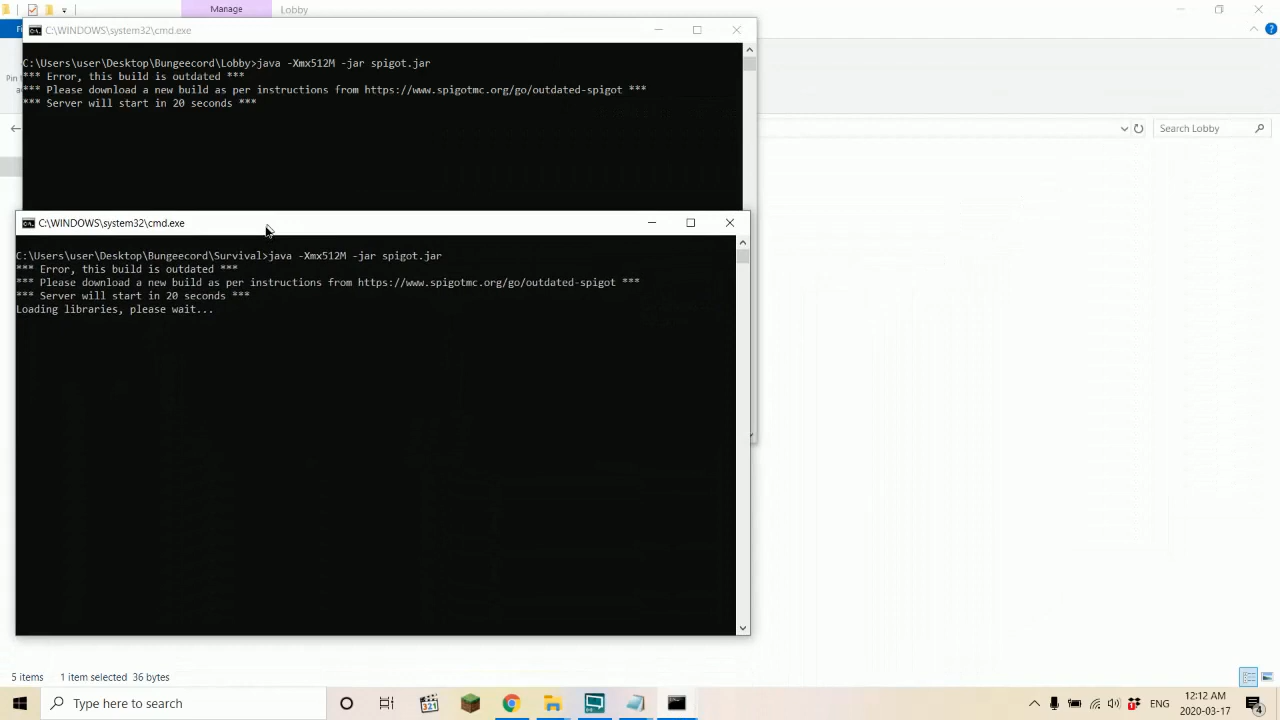 Manage
Lobby
C:\WINDOWS\system32\cmd.exe
C:\Users\user\Desktop\Bungeecord\Lobby>java -Xmx512M -jar spigot.jar
*** Error, this build is outdated ***
*** Please download a new build as per instructions from https://www.spigotmc.org/go/outdated-spigot ***
*** Server will start in 20 seconds ***
Search Lobby
C:\WINDOWS\system32\cmd.exe
C:\Users\user\Desktop\Bungeecord\Survival>java -Xmx512M -jar spigot.jar
*** Error, this build is outdated ***
*** Please download a new build as per instructions from https://www.spigotmc.org/go/outdated-spigot ***
*** Server will start in 20 seconds ***
Loading libraries, please wait...
5 items
1 item selected 36 bytes
Type here to search
321
ENG
12:12 AM
2020-03-17
4